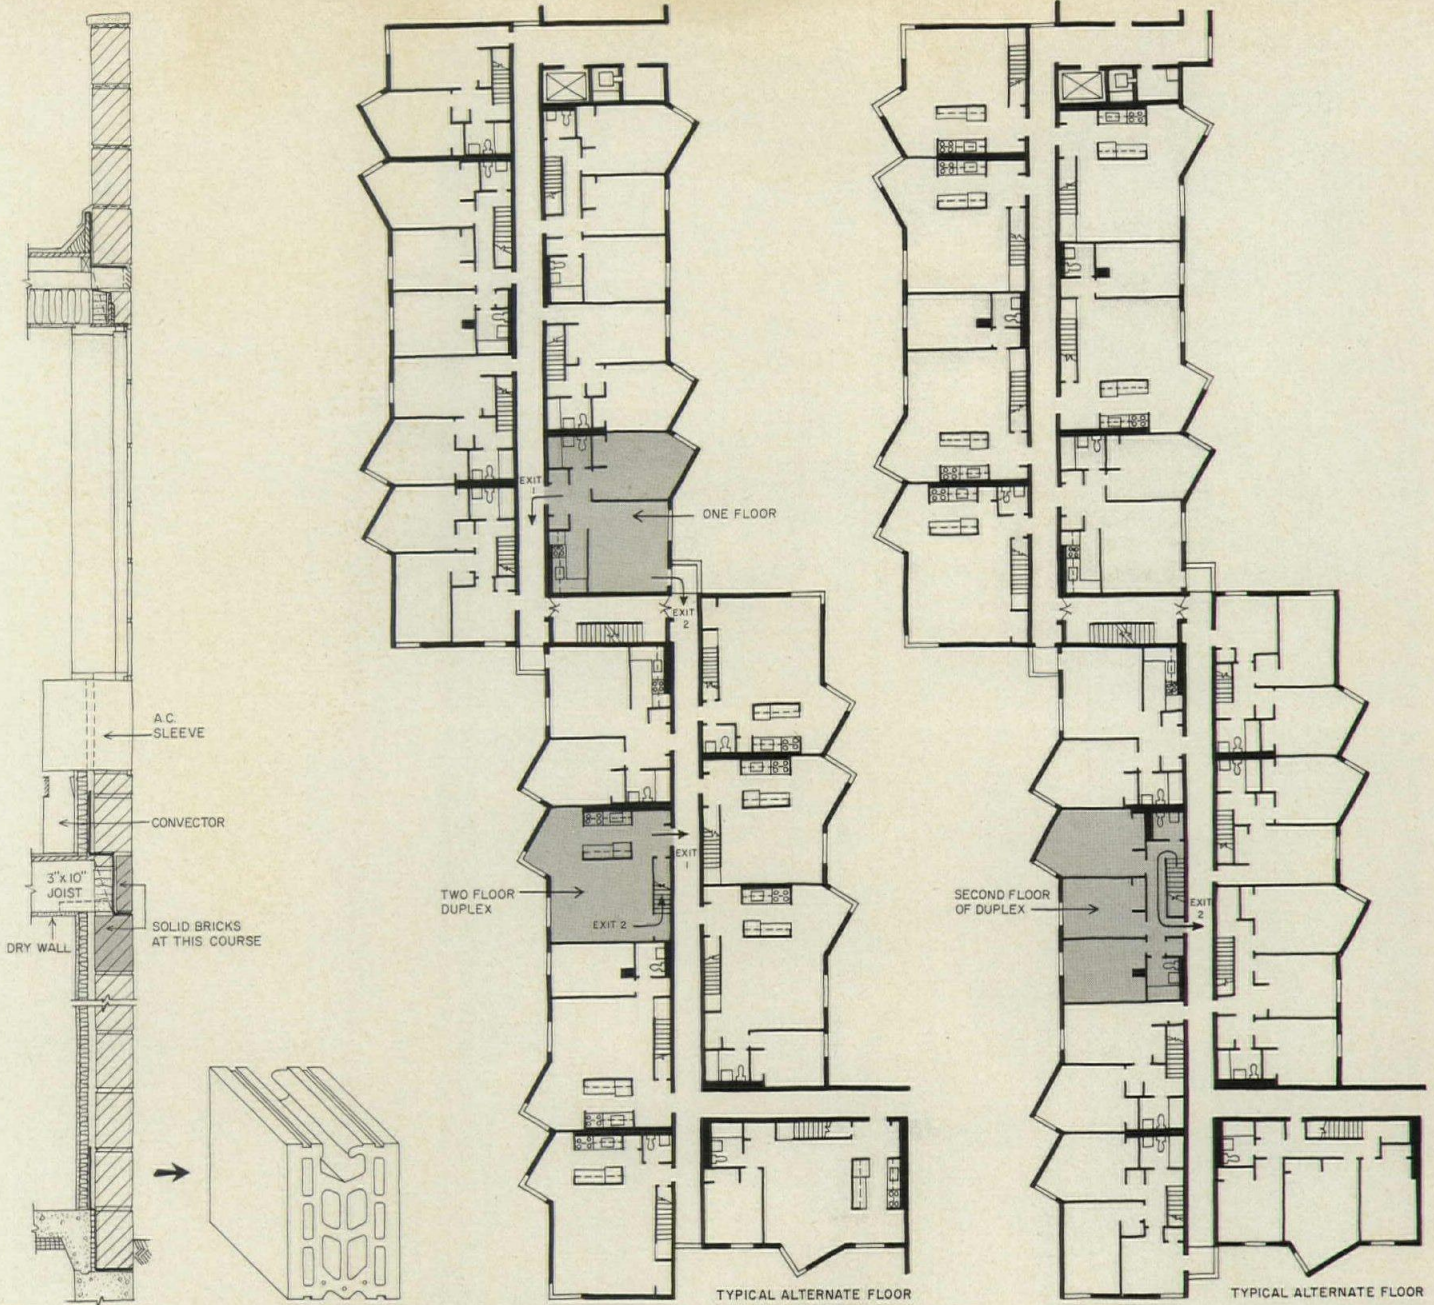 A.C.
SLEEVE
CONVECTOR
3"x10"
JOIST
SOLID BRICKS
AT THIS COURSE
DRY WALL
EXIT
1
ONE FLOOR
EXIT
2
TWO FLOOR
DUPLEX
EXIT
1
EXIT 2
TYPICAL ALTERNATE FLOOR
SECOND FLOOR
OF DUPLEX
EXIT
2
TYPICAL ALTERNATE FLOOR